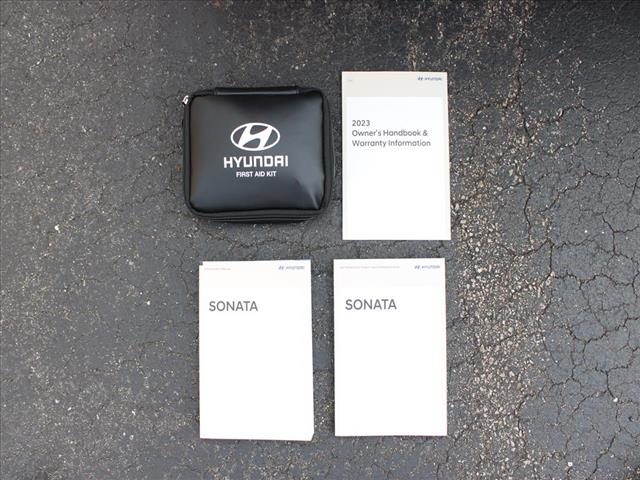 HYUNDAI
FIRST AID KIT
HYUNDAI
2023
Owner's Handbook &
Warranty Information
HYUNDAI
SONATA
HYUNDAI
SONATA